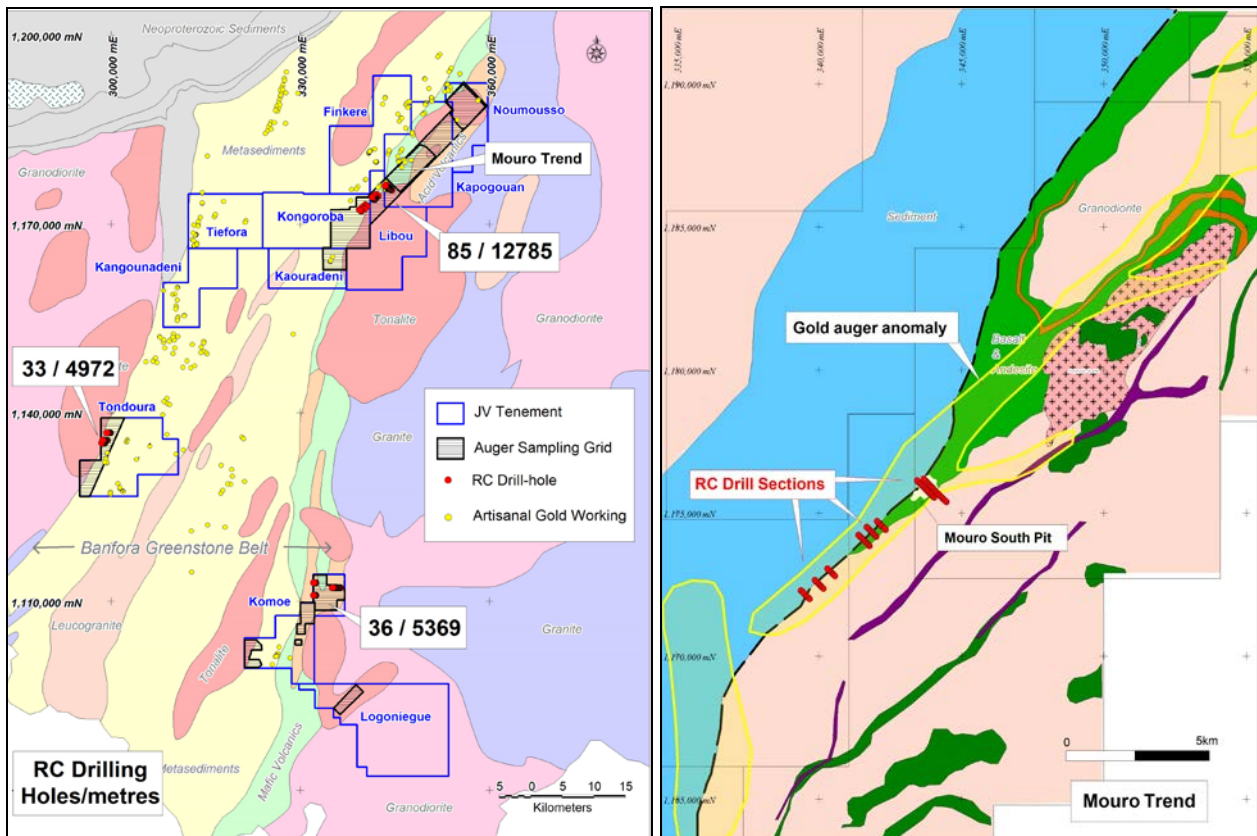 1,200,000 mN
Neoproterozoic Sediments
300,000 mE
330,000 mE
360,000 mE
Finkere
Noumousso
Metasediments
Granodiorite
Mouro Trend
Acid Volcanics
Kapogouan
1,170,000 mN
Tiefora
Kongoroba
Libou
85 / 12785
Kangounadeni
Kaouradeni
Tonalite
Granodiorite
33 / 4972
Tondoura
1,140,000 mN
JV Tenement
Auger Sampling Grid
RC Drill-hole
Artisanal Gold Working
Granite
Banfora Greenstone Belt
1,110,000 mN
Komoe
36 / 5369
Leucogranite
Tonalite
Granite
Logoniegue
Mafic Volcanics
RC Drilling
Holes/metres
Metasediments
Granodiorite
5 0 5 10 15
Kilometers
335,000 mE
340,000 mE
345,000 mE
350,000 mE
1,190,000 mN
1,185,000 mN
Sediment
Granodiorite
Gold auger anomaly
Basalt
&
Andesite
1,180,000 mN
RC Drill Sections
1,175,000 mN
Mouro South Pit
1,170,000 mN
0 5km
Mouro Trend
1,165,000 mN